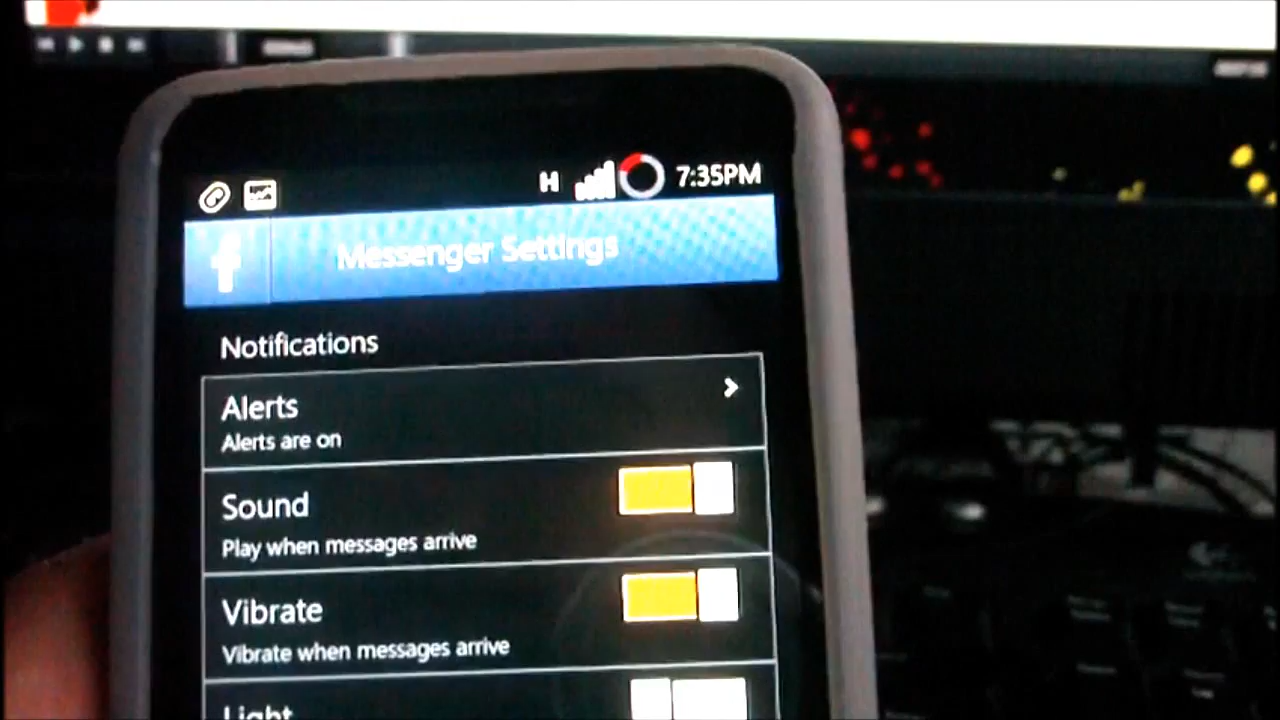 H 7:35PM
f Messenger Settings
Notifications
Alerts
Alerts are on
Sound
Play when messages arrive
Vibrate
Vibrate when messages arrive
Light